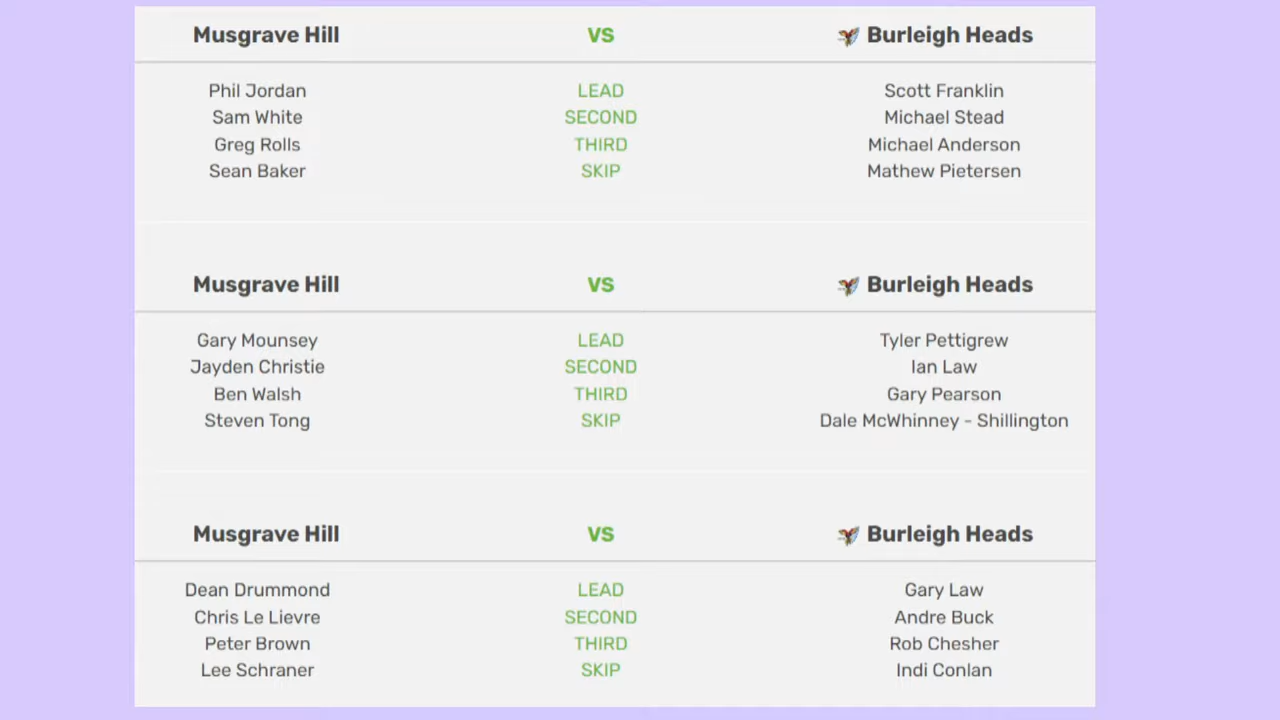 Musgrave Hill VS Burleigh Heads
Phil Jordan LEAD Scott Franklin
Sam White SECOND Michael Stead
Greg Rolls THIRD Michael Anderson
Sean Baker SKIP Mathew Pietersen
Musgrave Hill VS Burleigh Heads
Gary Mounsey LEAD Tyler Pettigrew
Jayden Christie SECOND Ian Law
Ben Walsh THIRD Gary Pearson
Steven Tong SKIP Dale McWhinney - Shillington
Musgrave Hill VS Burleigh Heads
Dean Drummond LEAD Gary Law
Chris Le Lievre SECOND Andre Buck
Peter Brown THIRD Rob Chesher
Lee Schraner SKIP Indi Conlan